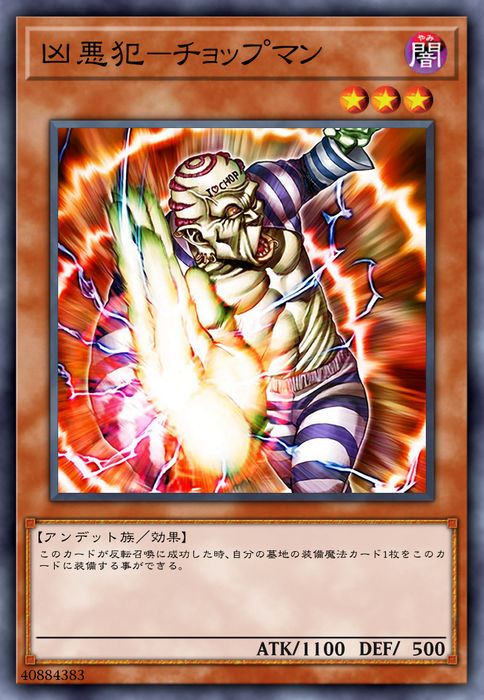 凶悪犯－チョップマン
やみ
闇
I♥CHOP
【アンデット族／効果】
このカードが反転召喚に成功した時、自分の墓地の装備魔法カード1枚をこのカ
ードに装備する事ができる。
ATK/1100 DEF/ 500
40884383